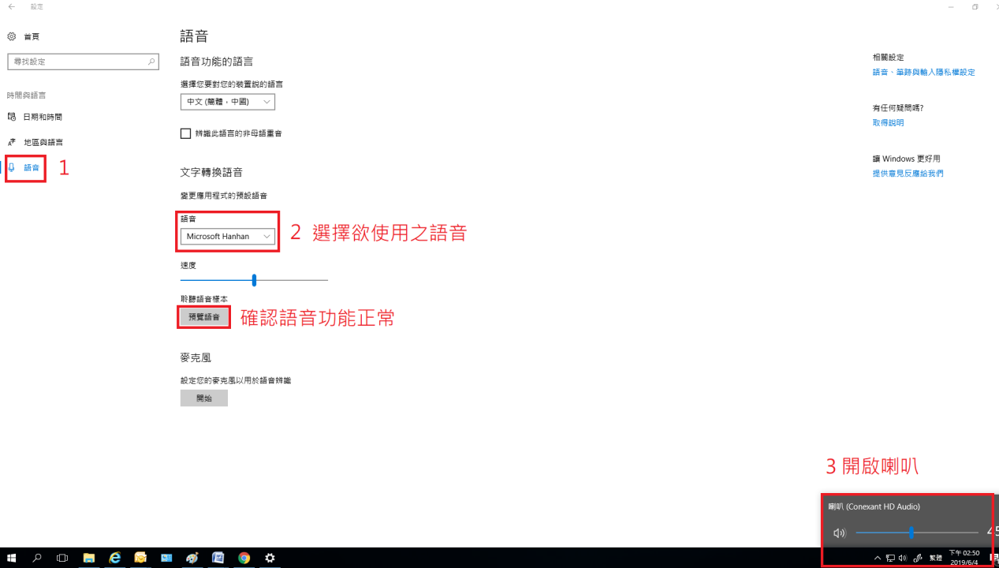 設定
首頁
尋找設定
時間與語言
日期和時間
地區與語言
語音
1
語音
語音功能的語言
選擇您要對您的裝置說的語言
中文 (簡體，中國)
辨識此語言的非母語重音
文字轉換語音
變更應用程式的預設語音
語音
Microsoft Hanhan
2 選擇欲使用之語音
速度
聆聽語音樣本
預覽語音
確認語音功能正常
麥克風
設定您的麥克風以用於語音辨識
開始
相關設定
語音、筆跡與輸入隱私權設定
有任何疑問嗎?
取得說明
讓 Windows 更好用
提供意見反應給我們
3 開啟喇叭
喇叭 (Conexant HD Audio)
45
繁體
下午 02:50
2019/6/4